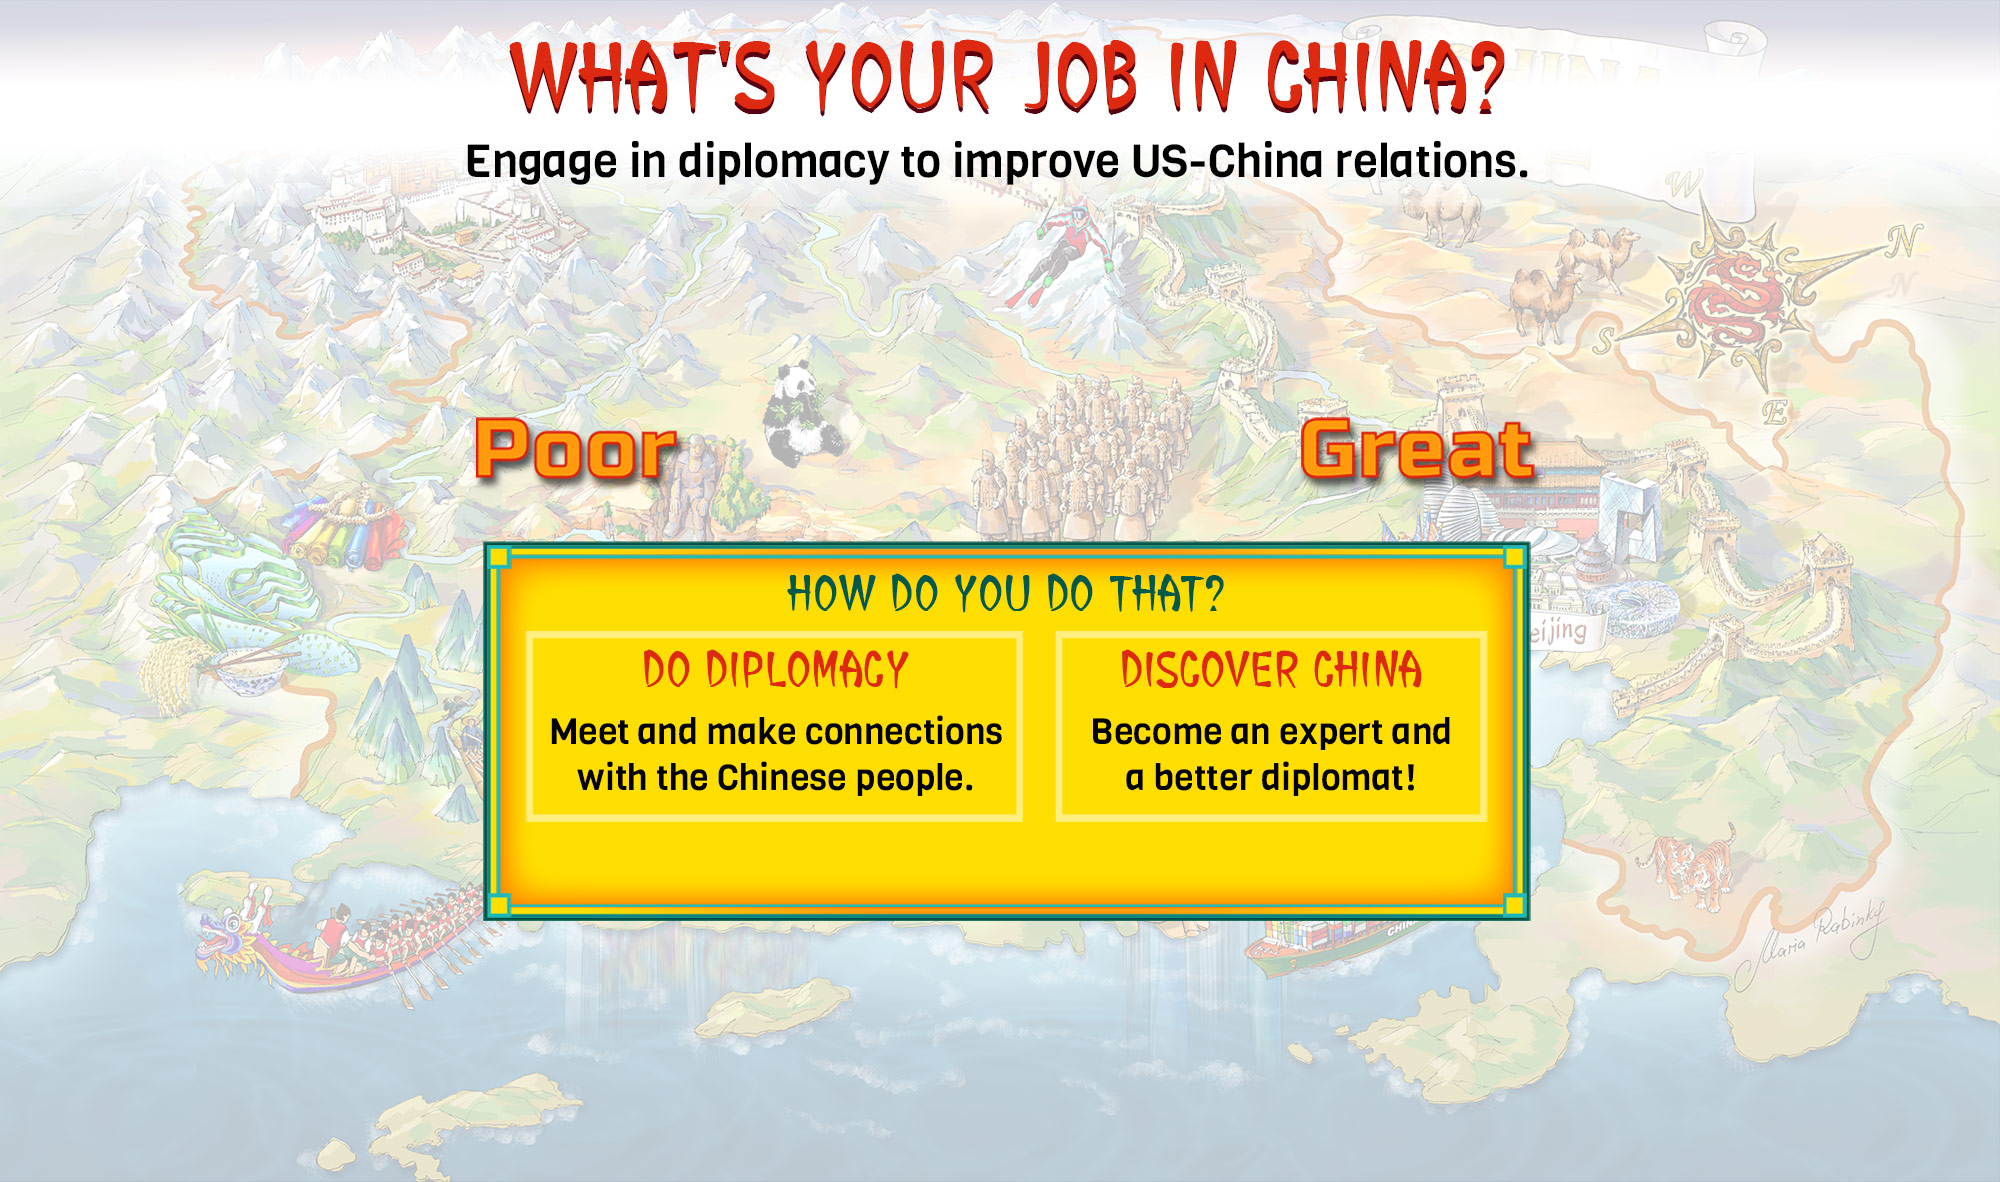 WHAT'S YOUR JOB IN CHINA?
Engage in diplomacy to improve US-China relations.
CHINA
W
N
N
S
E
Poor
Great
HOW DO YOU DO THAT?
DO DIPLOMACY
Meet and make connections
with the Chinese people.
DISCOVER CHINA
Become an expert and
a better diplomat!
eijing
CHIN
Maria Rabinky